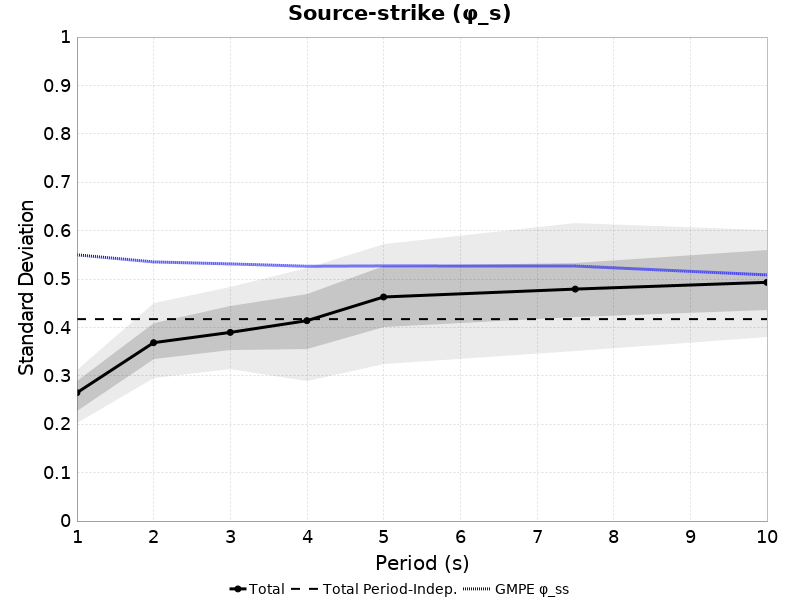 Source-strike (φ_s)
1
0.9
0.8
0.7
0.6
0.5
0.4
0.3
0.2
0.1
0
Standard Deviation
1 2 3 4 5 6 7 8 9 10
Period (s)
Total Total Period-Indep. GMPE φ_ss